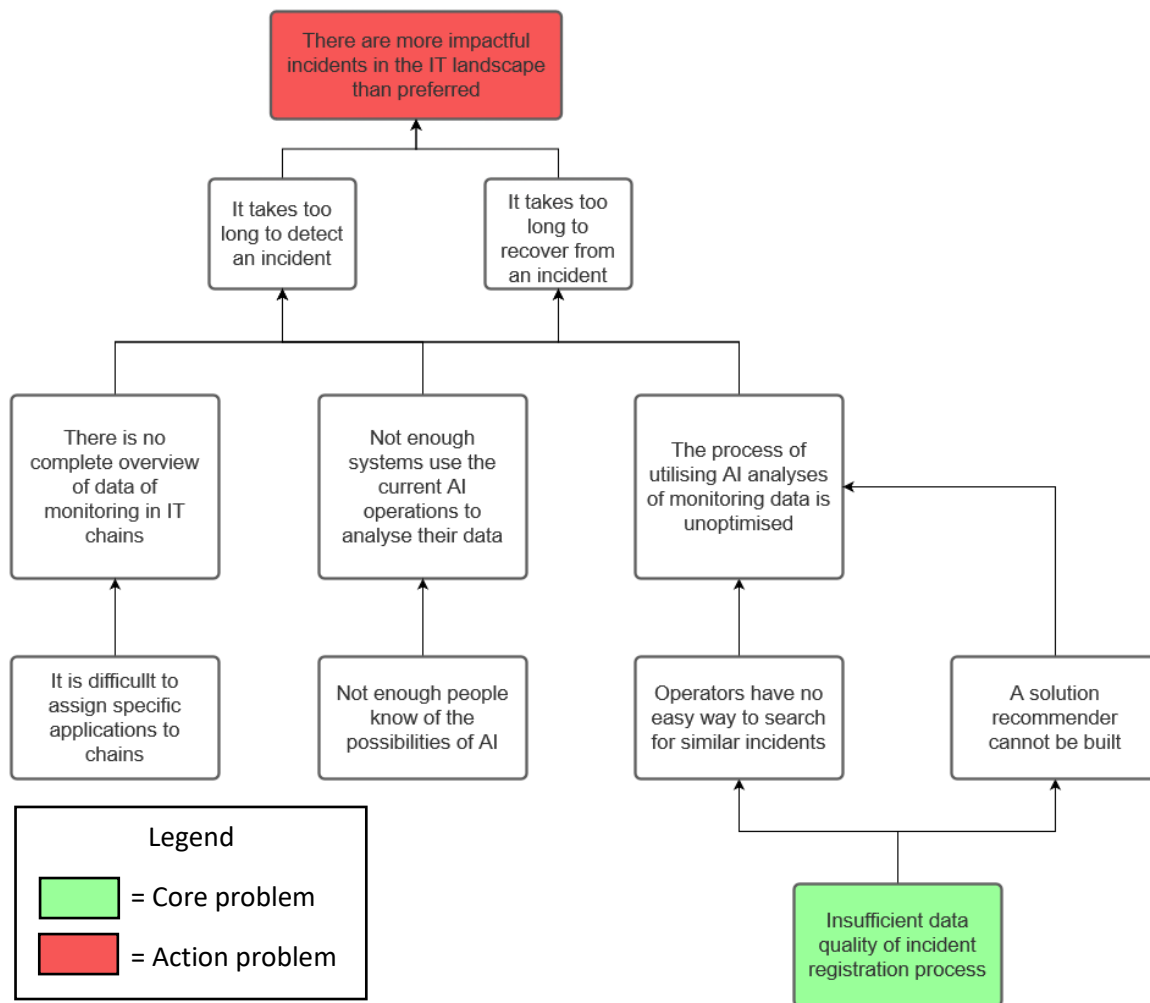 There are more impactful
incidents in the IT landscape
than preferred
It takes too
long to detect
an incident
It takes too
long to
recover from
an incident
There is no
complete overview
of data of
monitoring in IT
chains
Not enough
systems use the
current AI
operations to
analyse their data
The process of
utilising AI analyses
of monitoring data is
unoptimised
It is difficullt to
assign specific
applications to
chains
Not enough people
know of the
possibilities of AI
Operators have no
easy way to search
for similar incidents
A solution
recommender
cannot be built
Legend
= Core problem
= Action problem
Insufficient data
quality of incident
registration process